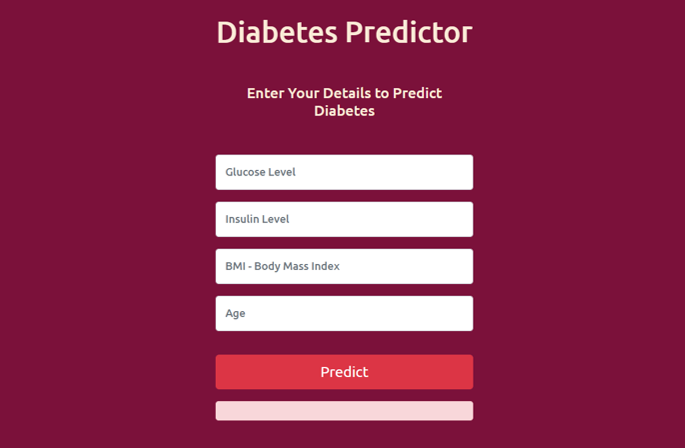 Diabetes Predictor
Enter Your Details to Predict
Diabetes
Glucose Level
Insulin Level
BMI - Body Mass Index
Age
Predict